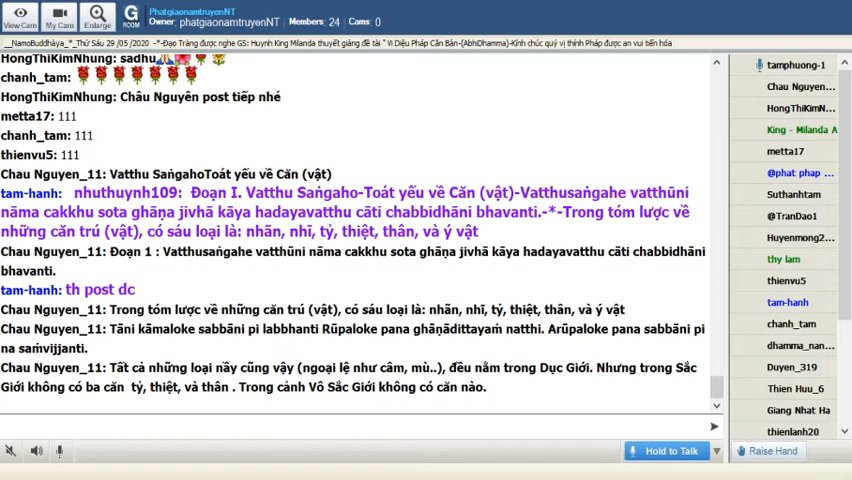 View Cam
My Cam
Enlarge
G
ROOM
PhatgiaonamtruyenNT
Owner: phatgiaonamtruyenNT Members: 24 Cams: 0
__NamoBuddhàya_*_Thứ Sáu 29 /05 /2020 -*-Đạo Tràng được nghe GS: Huynh King Milanda thuyết giảng đề tài " Vi Diệu Pháp Căn Bản-(AbhiDhamma)-Kính chúc quý vị thính Pháp được an vui tiến hóa
HongThiKimNhung: sadhu
chanh_tam:
HongThiKimNhung: Châu Nguyên post tiếp nhé
metta17: 111
chanh_tam: 111
thienvu5: 111
Chau Nguyen_11: Vatthu SaṅgahoToát yếu về Căn (vật)
tam-hanh: nhuthuynh109: Đoạn I. Vatthu Saṅgaho-Toát yếu về Căn (vật)-Vatthusaṅgahe vatthūni
nāma cakkhu sota ghāṇa jivhā kāya hadayavatthu cāti chabbidhāni bhavanti.-*-Trong tóm lược về
những căn trú (vật), có sáu loại là: nhãn, nhĩ, tỷ, thiệt, thân, và ý vật
Chau Nguyen_11: Đoạn 1 : Vatthusaṅgahe vatthūni nāma cakkhu sota ghāṇa jivhā kāya hadayavatthu cāti chabbidhāni
bhavanti.
tam-hanh: th post dc
Chau Nguyen_11: Trong tóm lược về những căn trú (vật), có sáu loại là: nhãn, nhĩ, tỷ, thiệt, thân, và ý vật
Chau Nguyen_11: Tāni kāmaloke sabbāni pi labbhanti Rūpaloke pana ghāṇādittayaṁ natthi. Arūpaloke pana sabbāni pi
na saṁvijjanti.
Chau Nguyen_11: Tất cả những loại nầy cũng vậy (ngoại lệ như câm, mù..), đều nằm trong Dục Giới. Nhưng trong Sắc
Giới không có ba căn tỷ, thiệt, và thân . Trong cảnh Vô Sắc Giới không có căn nào.
tamphuong-1
Chau Nguyen...
HongThiKimN...
King - Milanda A
metta17
@phat phap ...
Suthanhtam
@TranDao1
Huyenmong2...
thy lam
thienvu5
tam-hanh
chanh_tam
dhamma_nan...
Duyen_319
Thien Huu_6
Giang Nhat Ha
thienlanh20
Hold to Talk
Raise Hand